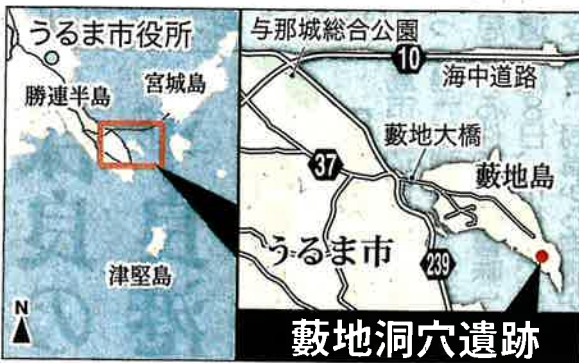 うるま市役所
宮城島
勝連半島
津堅島
N
与那城総合公園
10
海中道路
藪地大橋
37
藪地島
うるま市
239
藪地洞穴遺跡